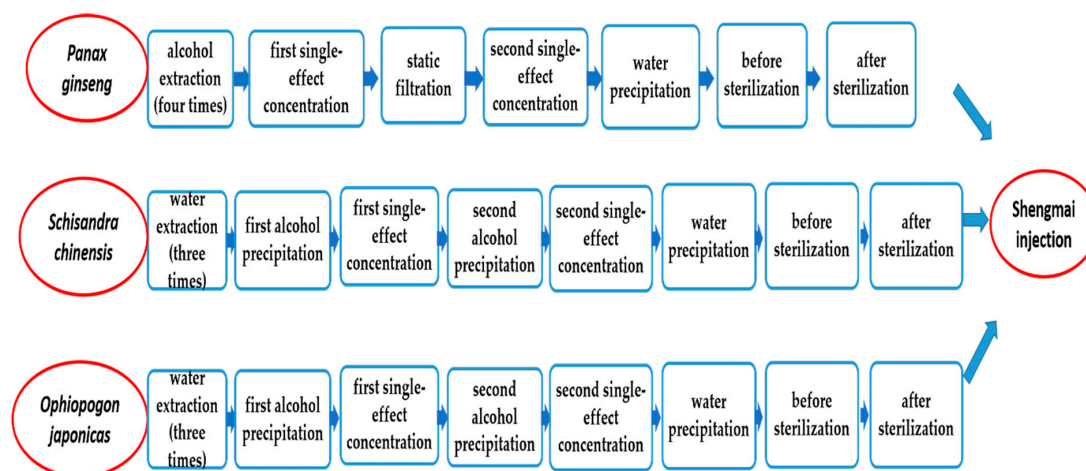 Panax
ginseng
alcohol
extraction
(four times)
first single-
effect
concentration
static
filtration
second single-
effect
concentration
water
precipitation
before
sterilization
after
sterilization
Schisandra
chinensis
water
extraction
(three
times)
first alcohol
precipitation
first single-
effect
concentration
second
alcohol
precipitation
second single-
effect
concentration
water
precipitation
before
sterilization
after
sterilization
Shengmai
injection
Ophiopogon
japonicas
water
extraction
(three
times)
first alcohol
precipitation
first single-
effect
concentration
second
alcohol
precipitation
second single-
effect
concentration
water
precipitation
before
sterilization
after
sterilization